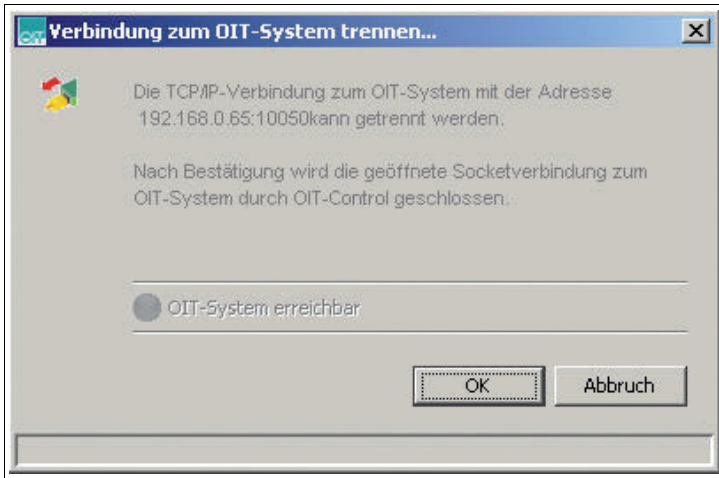 OIT Verbindung zum OIT-System trennen...
Die TCP/IP-Verbindung zum OIT-System mit der Adresse
192.168.0.65:10050kann getrennt werden.
Nach Bestätigung wird die geöffnete Socketverbindung zum
OIT-System durch OIT-Control geschlossen.
OIT-System erreichbar
OK Abbruch